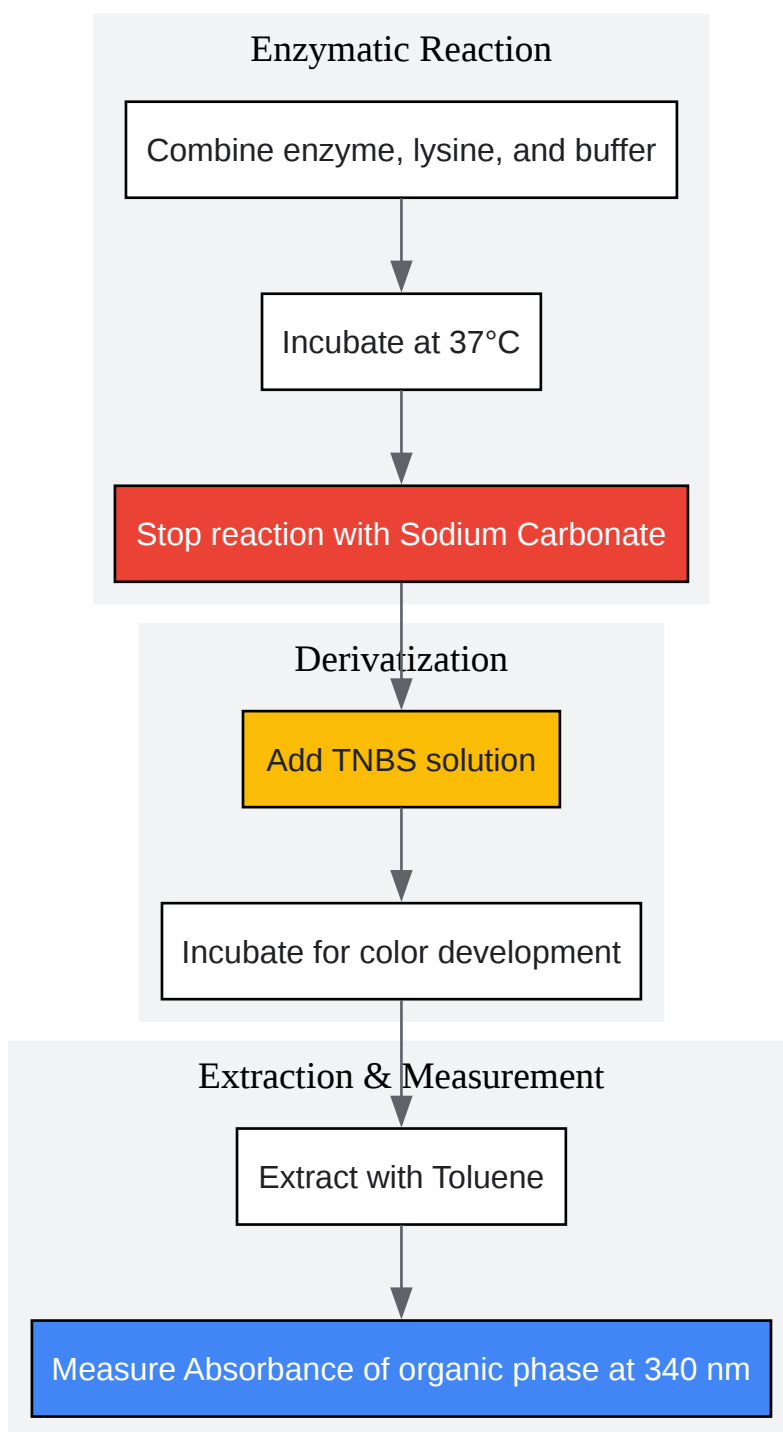 Enzymatic Reaction
Combine enzyme, lysine, and buffer
Incubate at 37°C
Stop reaction with Sodium Carbonate
Derivatization
Add TNBS solution
Incubate for color development
Extraction & Measurement
Extract with Toluene
Measure Absorbance of organic phase at 340 nm